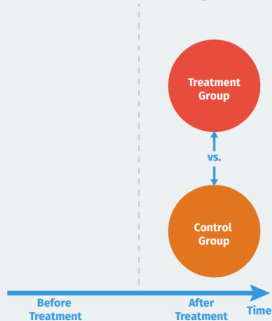 Treatment
Group
vs.
Control
Group
Before
Treatment
After
Treatment
Time